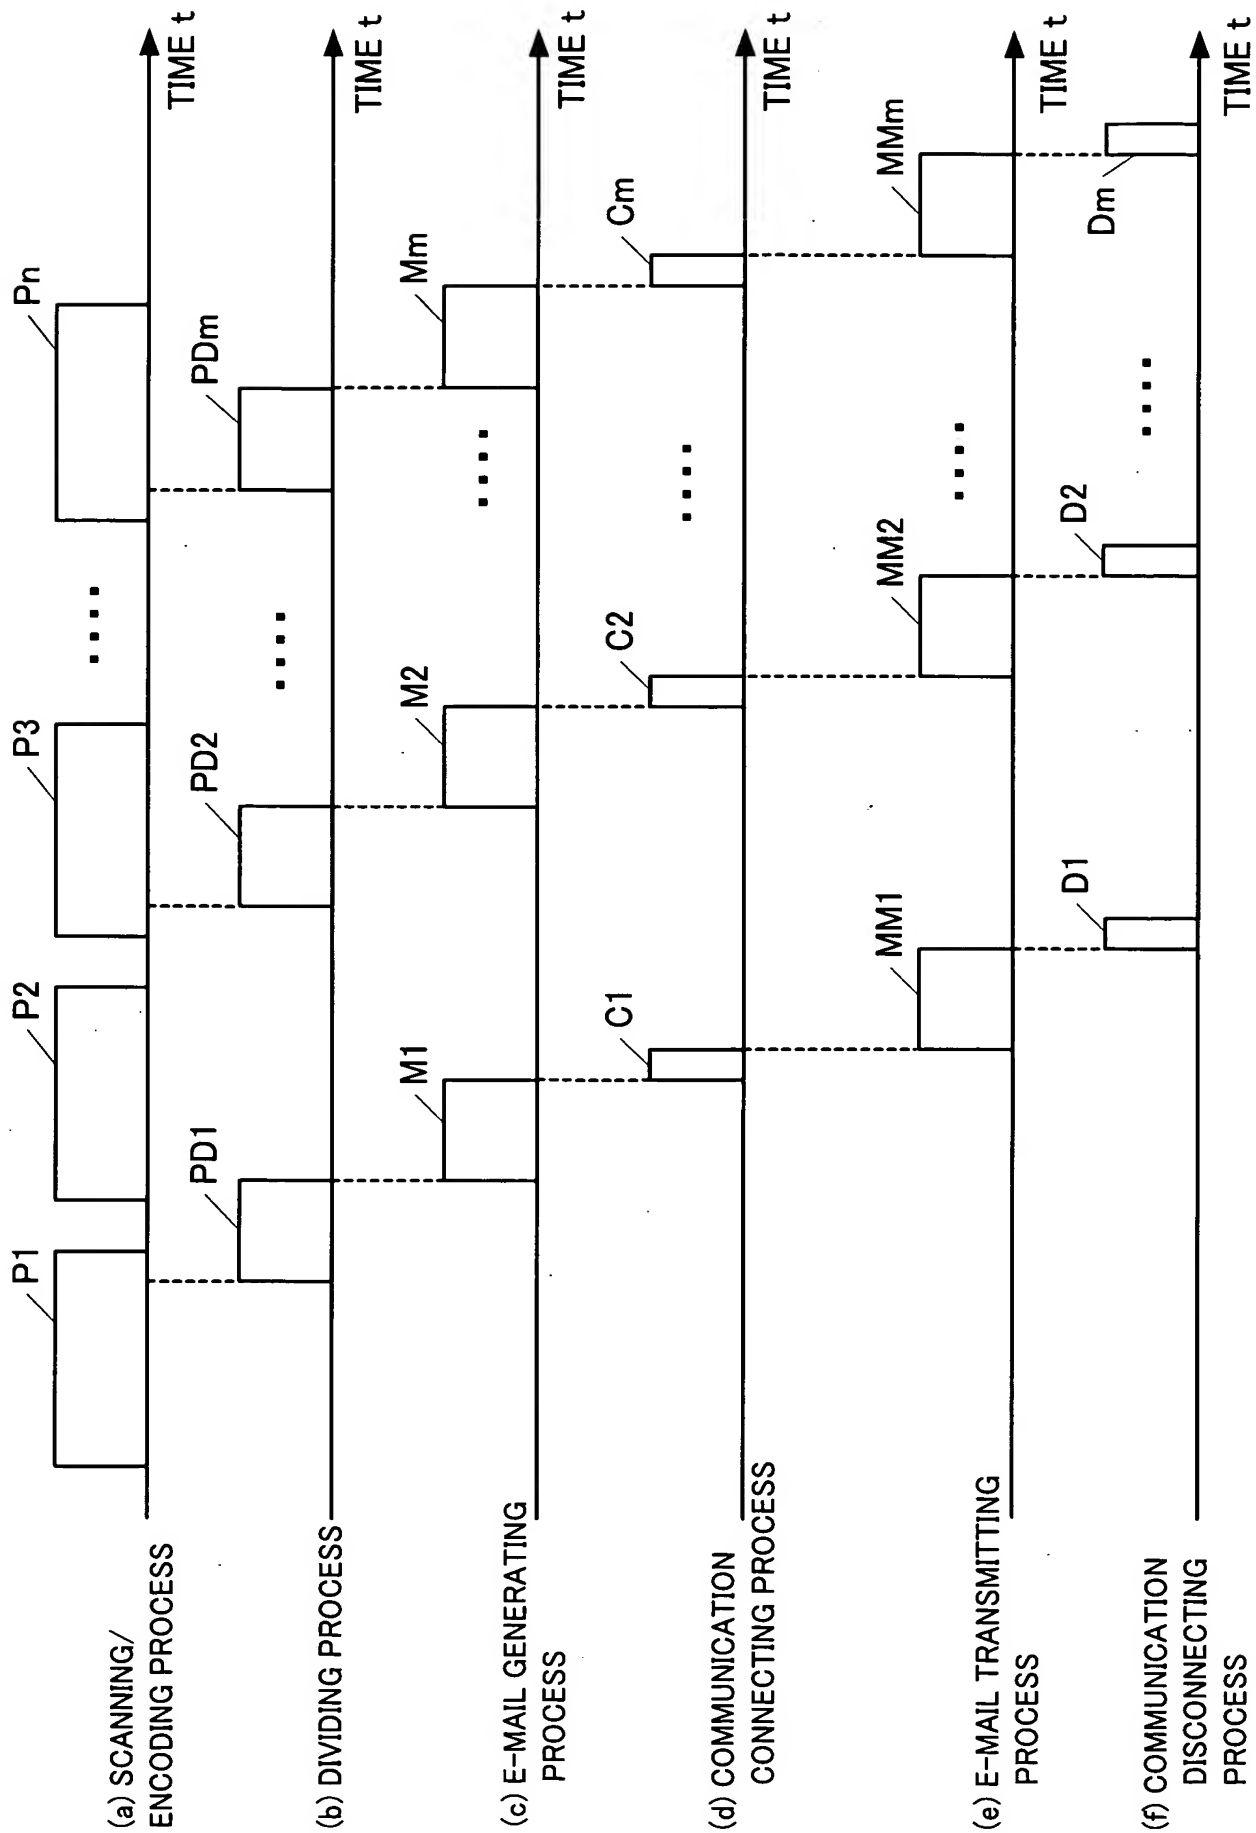 (a) SCANNING/
ENCODING PROCESS
P1
P2
P3
Pn
TIME t
(b) DIVIDING PROCESS
PD1
PD2
PDm
TIME t
(c) E-MAIL GENERATING
PROCESS
M1
M2
Mm
TIME t
(d) COMMUNICATION
CONNECTING PROCESS
C1
C2
Cm
TIME t
(e) E-MAIL TRANSMITTING
PROCESS
MM1
MM2
MMm
TIME t
(f) COMMUNICATION
DISCONNECTING
PROCESS
D1
D2
Dm
TIME t